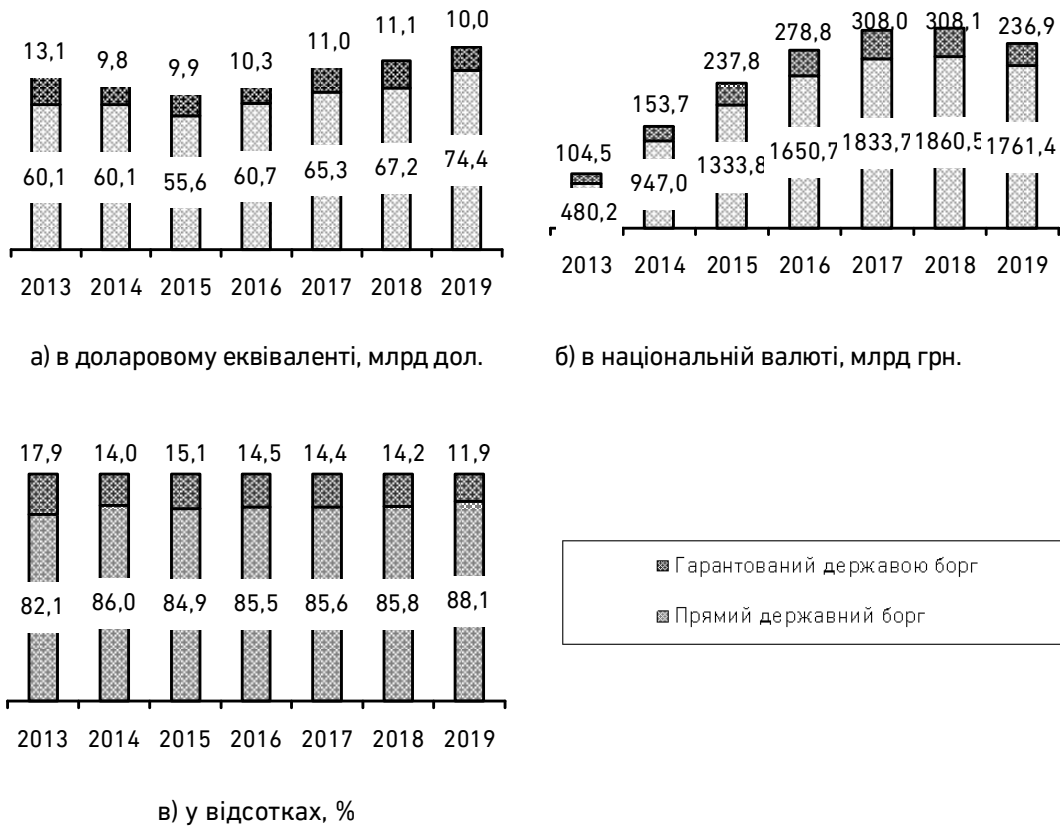 13,1 9,8 9,9 10,3 11,0 11,1 10,0
60,1 60,1 55,6 60,7 65,3 67,2 74,4
2013 2014 2015 2016 2017 2018 2019
а) в доларовому еквіваленті, млрд дол.
104,5 153,7 237,8 278,8 308,0 308,1 236,9
480,2 947,0 1333,8 1650,7 1833,7 1860,5 1761,4
2013 2014 2015 2016 2017 2018 2019
б) в національній валюті, млрд грн.
17,9 14,0 15,1 14,5 14,4 14,2 11,9
82,1 86,0 84,9 85,5 85,6 85,8 88,1
2013 2014 2015 2016 2017 2018 2019
в) у відсотках, %
Гарантований державою борг
Прямий державний борг